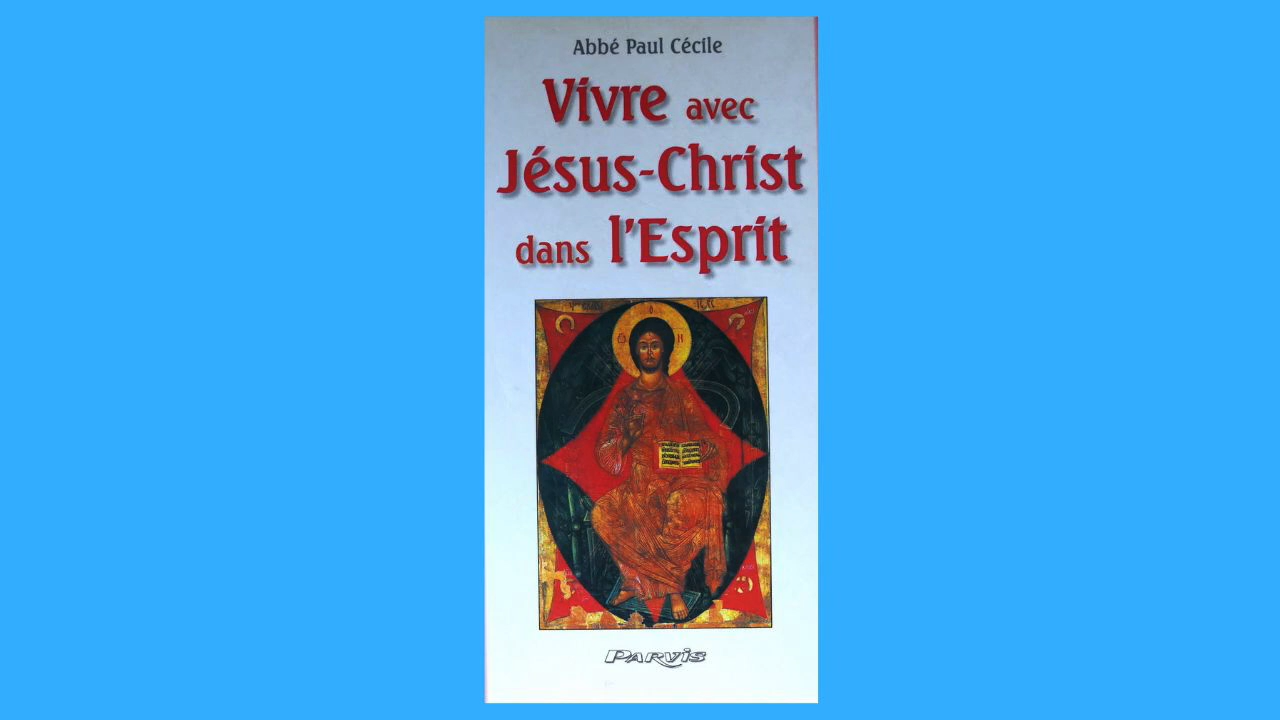 Abbé Paul Cécile
Vivre avec
Jésus-Christ
dans l'Esprit
PARVIS